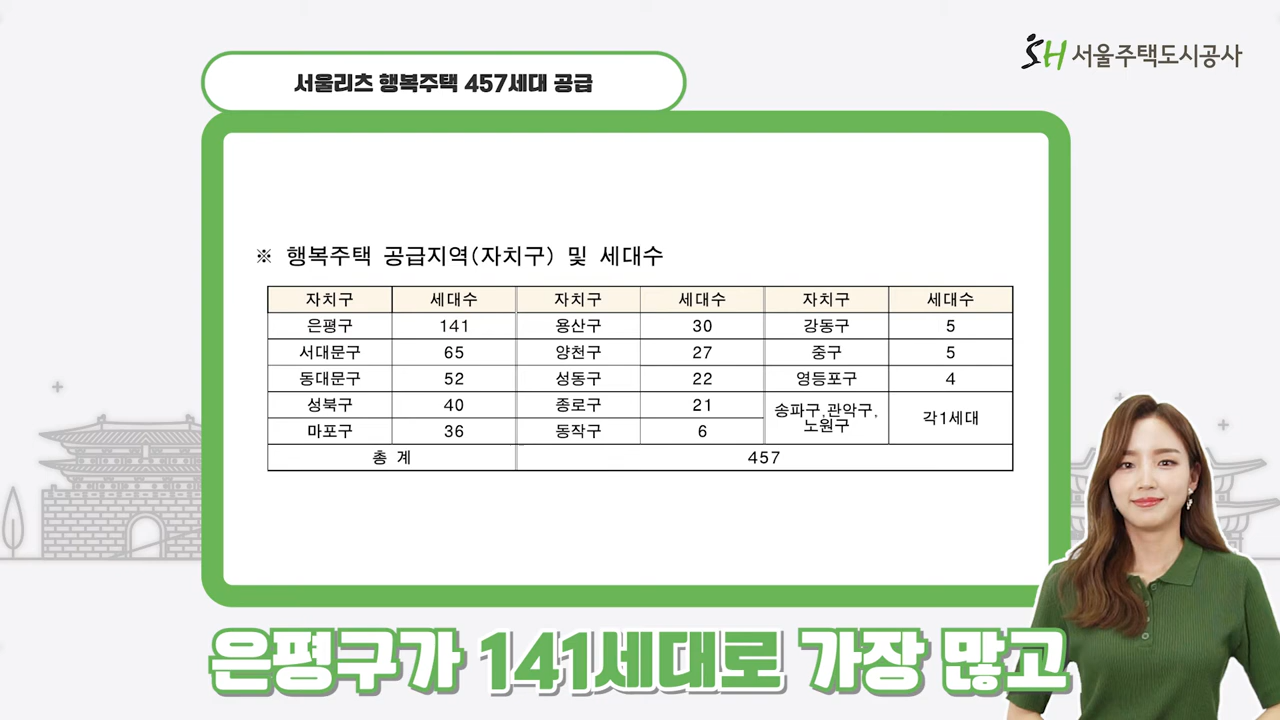 SH 서울주택도시공사
서울리츠 행복주택 457세대 공급
※ 행복주택 공급지역(자치구) 및 세대수
자치구 세대수 자치구 세대수 자치구 세대수
은평구 141 용산구 30 강동구 5
서대문구 65 양천구 27 중구 5
동대문구 52 성동구 22 영등포구 4
성북구 40 종로구 21 송파구,관악구,
노원구 각1세대
마포구 36 동작구 6
총 계 457
은평구가 141세대로 가장 많고